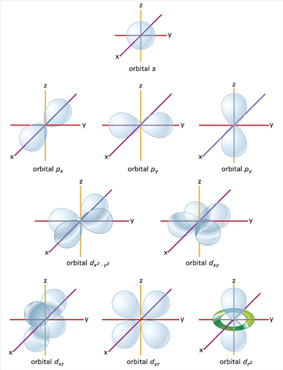 z
y
x
orbital s
z z z
y y y
x x x
orbital px orbital py orbital py
z z
y y
x x
orbital dx² - y² orbital dxy
z z z
y y y
x x x
orbital dxz orbital dyz orbital dz²